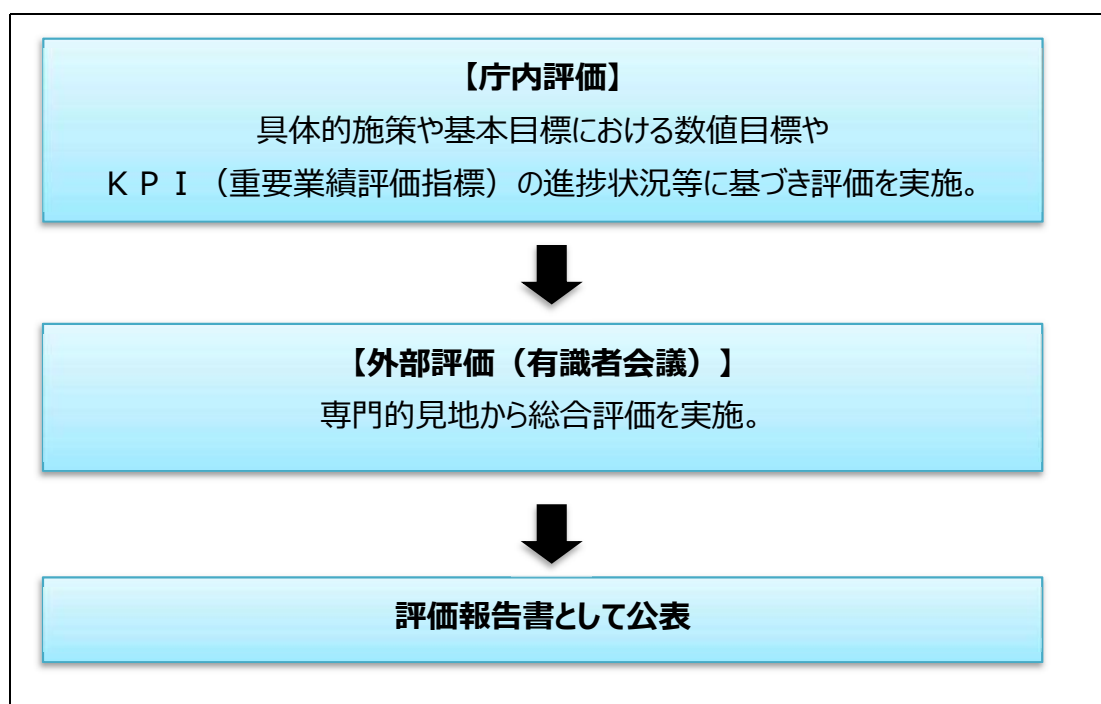 【庁内評価】
具体的施策や基本目標における数値目標や
ＫＰＩ（重要業績評価指標）の進捗状況等に基づき評価を実施。
【外部評価（有識者会議）】
専門的見地から総合評価を実施。
評価報告書として公表